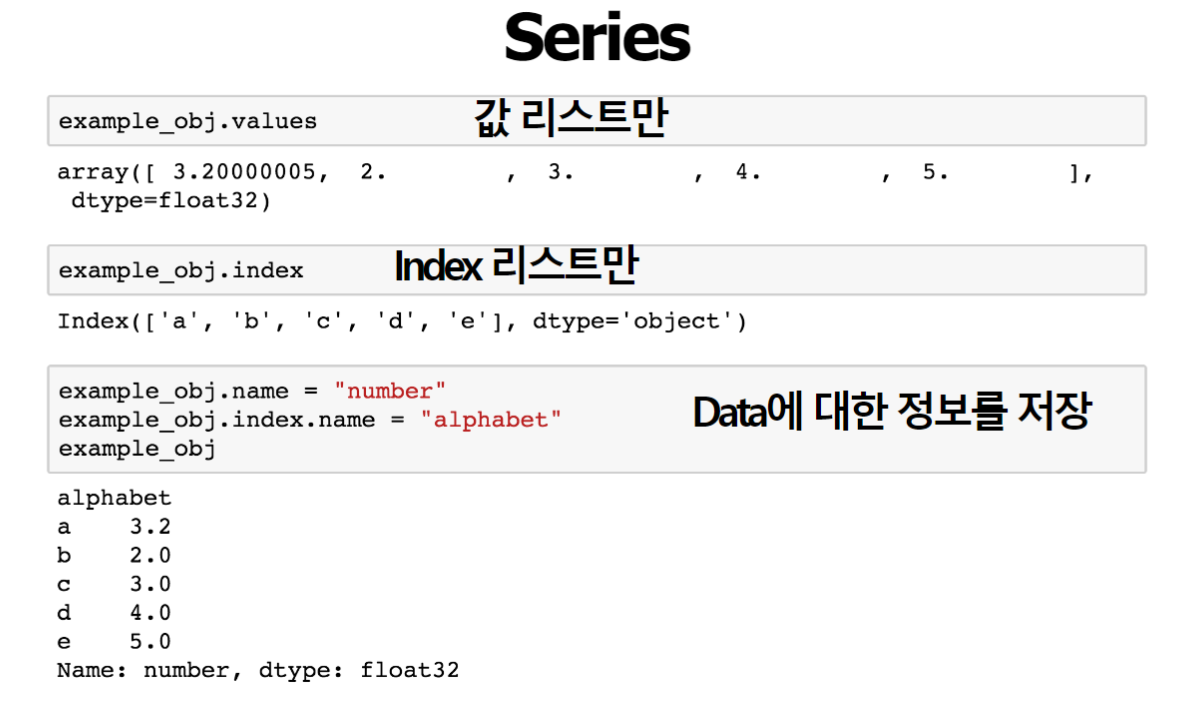 Series
example_obj.values 값 리스트만
array([ 3.20000005, 2. , 3. , 4. , 5. ],
dtype=float32)
example_obj.index Index 리스트만
Index(['a', 'b', 'c', 'd', 'e'], dtype='object')
example_obj.name = "number"
example_obj.index.name = "alphabet" Data에 대한 정보를 저장
example_obj
alphabet
a 3.2
b 2.0
c 3.0
d 4.0
e 5.0
Name: number, dtype: float32